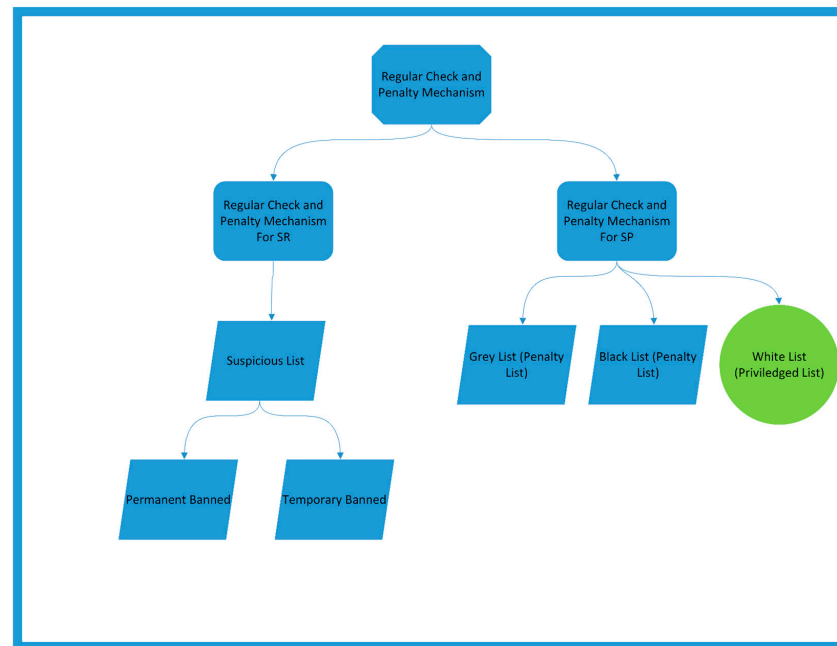 Regular Check and
Penalty Mechanism
Regular Check and
Penalty Mechanism
For SR
Regular Check and
Penalty Mechanism
For SP
Suspicious List
Grey List (Penalty
List)
Black List (Penalty
List)
White List
(Priviledged List)
Permanent Banned
Temporary Banned